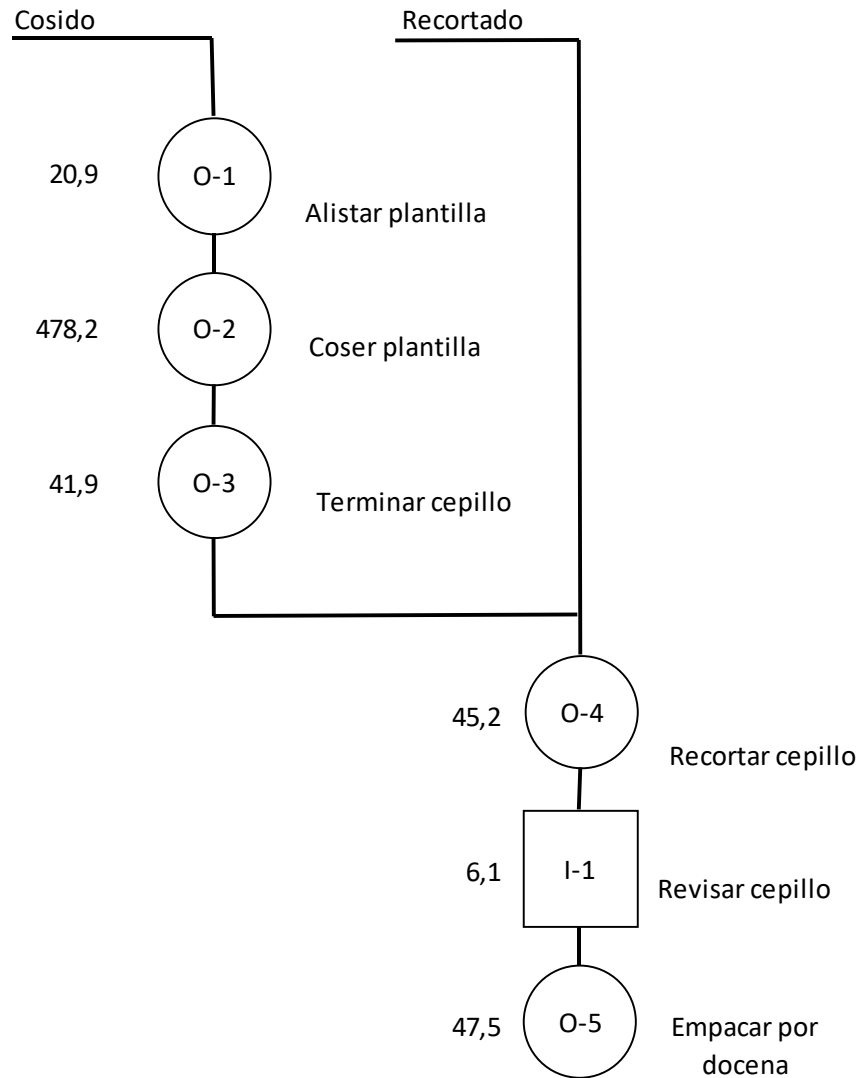 Cosido
Recortado
20,9
O-1
Alistar plantilla
478,2
O-2
Coser plantilla
41,9
O-3
Terminar cepillo
45,2
O-4
Recortar cepillo
6,1
I-1
Revisar cepillo
47,5
O-5
Empacar por
docena